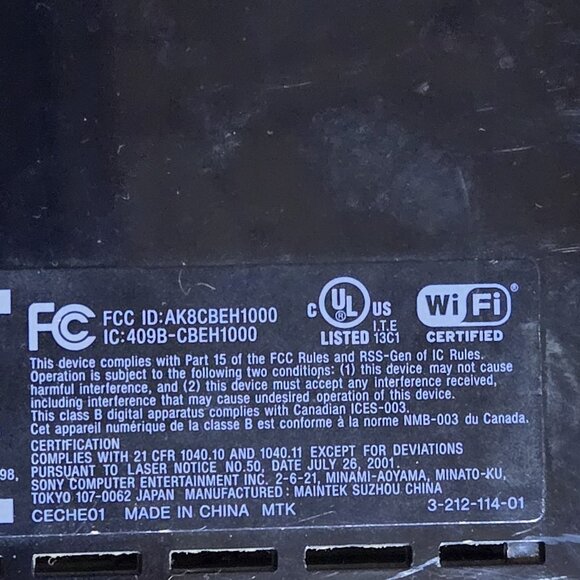 FCC ID:AK8CBEH1000
IC:409B-CBEH1000
C UL US
LISTED I.T.E 13C1
Wi Fi
CERTIFIED
This device complies with Part 15 of the FCC Rules and RSS-Gen of IC Rules.
Operation is subject to the following two conditions: (1) this device may not cause
harmful interference, and (2) this device must accept any interference received,
including interference that may cause undesired operation of this device.
This class B digital apparatus complies with Canadian ICES-003.
Cet appareil numérique de la classe B est conforme à la norme NMB-003 du Canada.
CERTIFICATION
COMPLIES WITH 21 CFR 1040.10 AND 1040.11 EXCEPT FOR DEVIATIONS
98, PURSUANT TO LASER NOTICE NO.50, DATE JULY 26, 2001.
SONY COMPUTER ENTERTAINMENT INC. 2-6-21, MINAMI-AOYAMA, MINATO-KU,
TOKYO 107-0062 JAPAN MANUFACTURED : MAINTEK SUZHOU CHINA
CECHE01 MADE IN CHINA MTK 3-212-114-01